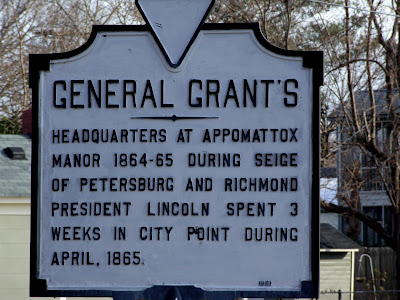 GENERAL GRANT'S
HEADQUARTERS AT APPOMATTOX
MANOR 1864-65 DURING SEIGE
OF PETERSBURG AND RICHMOND
PRESIDENT LINCOLN SPENT 3
WEEKS IN CITY POINT DURING
APRIL, 1865.